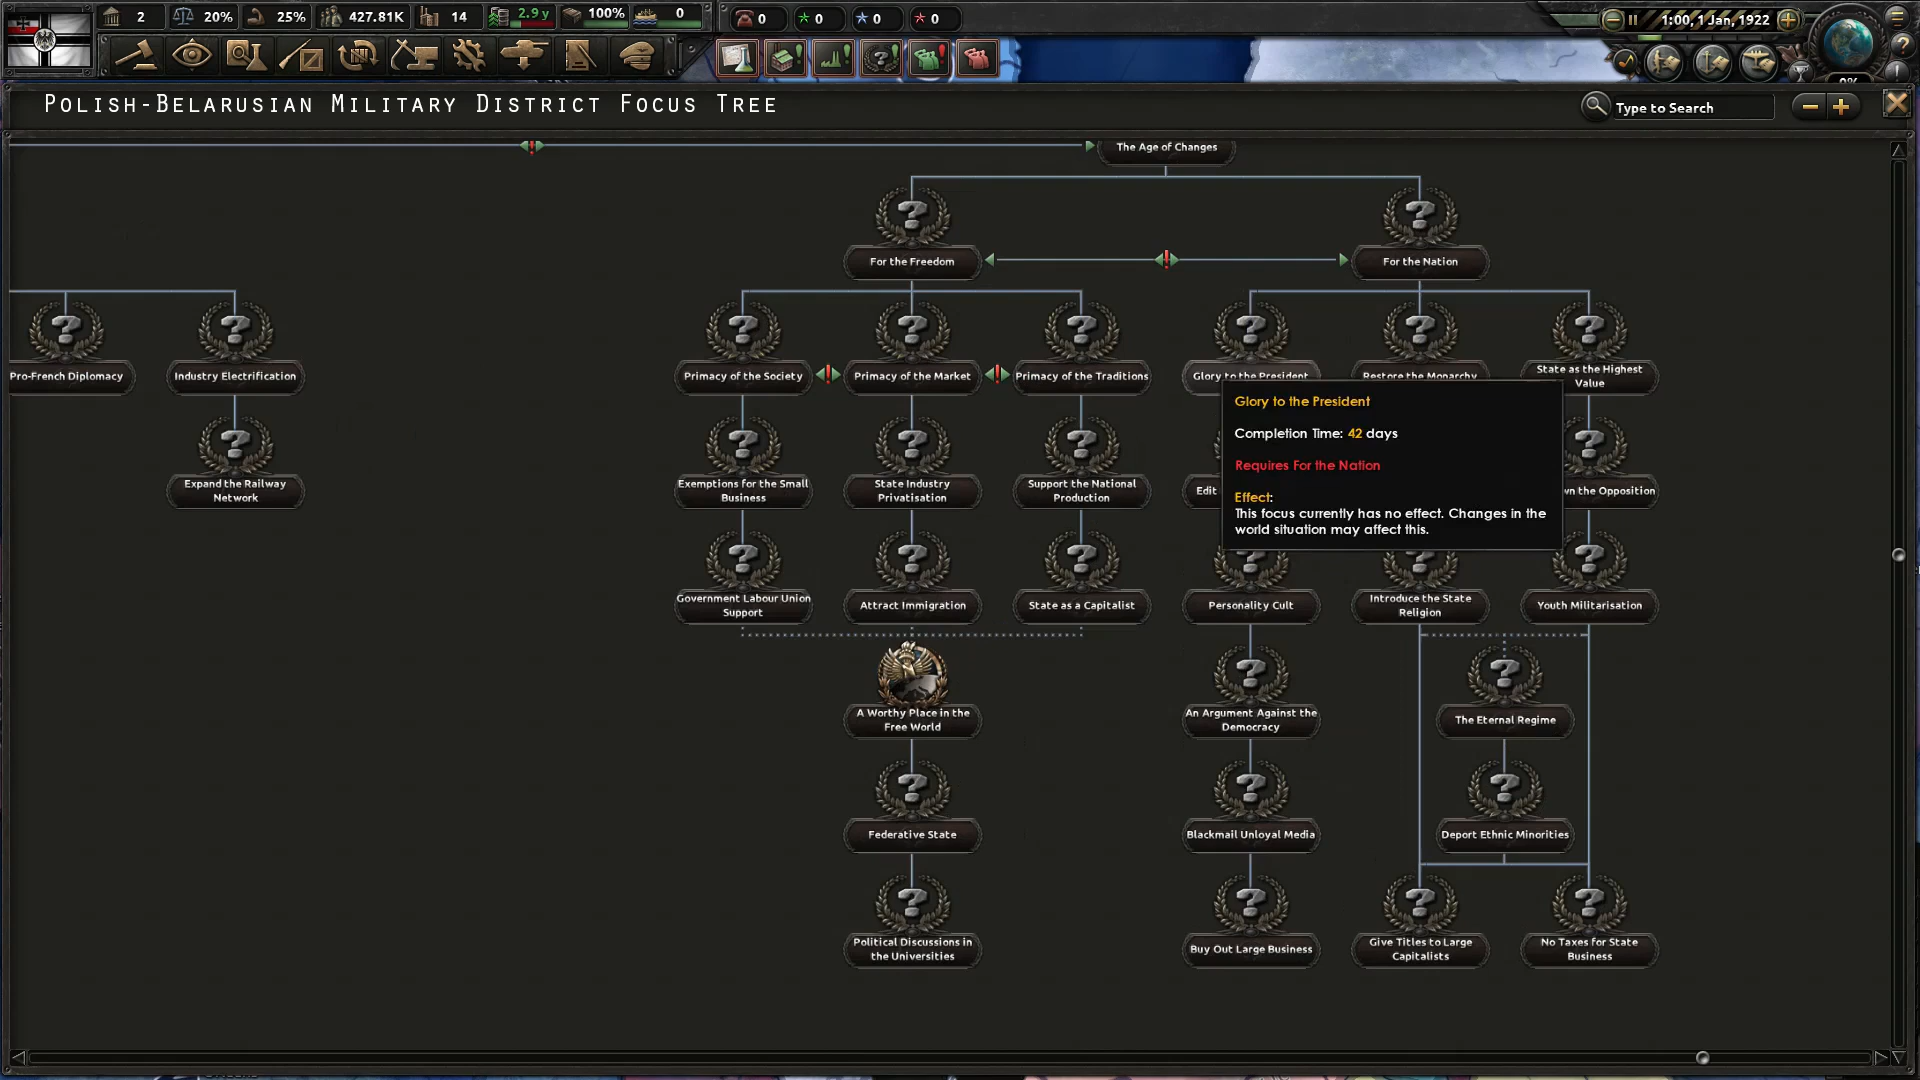 2
20%
25%
427.81K
14
2.9 y
100%
0
0
0
0
0
1:00, 1 Jan, 1922
0%
Polish-Belarusian Military District Focus Tree
Type to Search
The Age of Changes
For the Freedom
For the Nation
Pro-French Diplomacy
Industry Electrification
Primacy of the Society
Primacy of the Market
Primacy of the Traditions
Glory to the President
Restore the Monarchy
State as the Highest
Value
Glory to the President
Completion Time: 42 days
Requires For the Nation
Effect:
This focus currently has no effect. Changes in the
world situation may affect this.
Expand the Railway
Network
Exemptions for the Small
Business
State Industry
Privatisation
Support the National
Production
Edit
wn the Opposition
Government Labour Union
Support
Attract Immigration
State as a Capitalist
Personality Cult
Introduce the State
Religion
Youth Militarisation
A Worthy Place in the
Free World
An Argument Against the
Democracy
The Eternal Regime
Federative State
Blackmail Unloyal Media
Deport Ethnic Minorities
Political Discussions in
the Universities
Buy Out Large Business
Give Titles to Large
Capitalists
No Taxes for State
Business